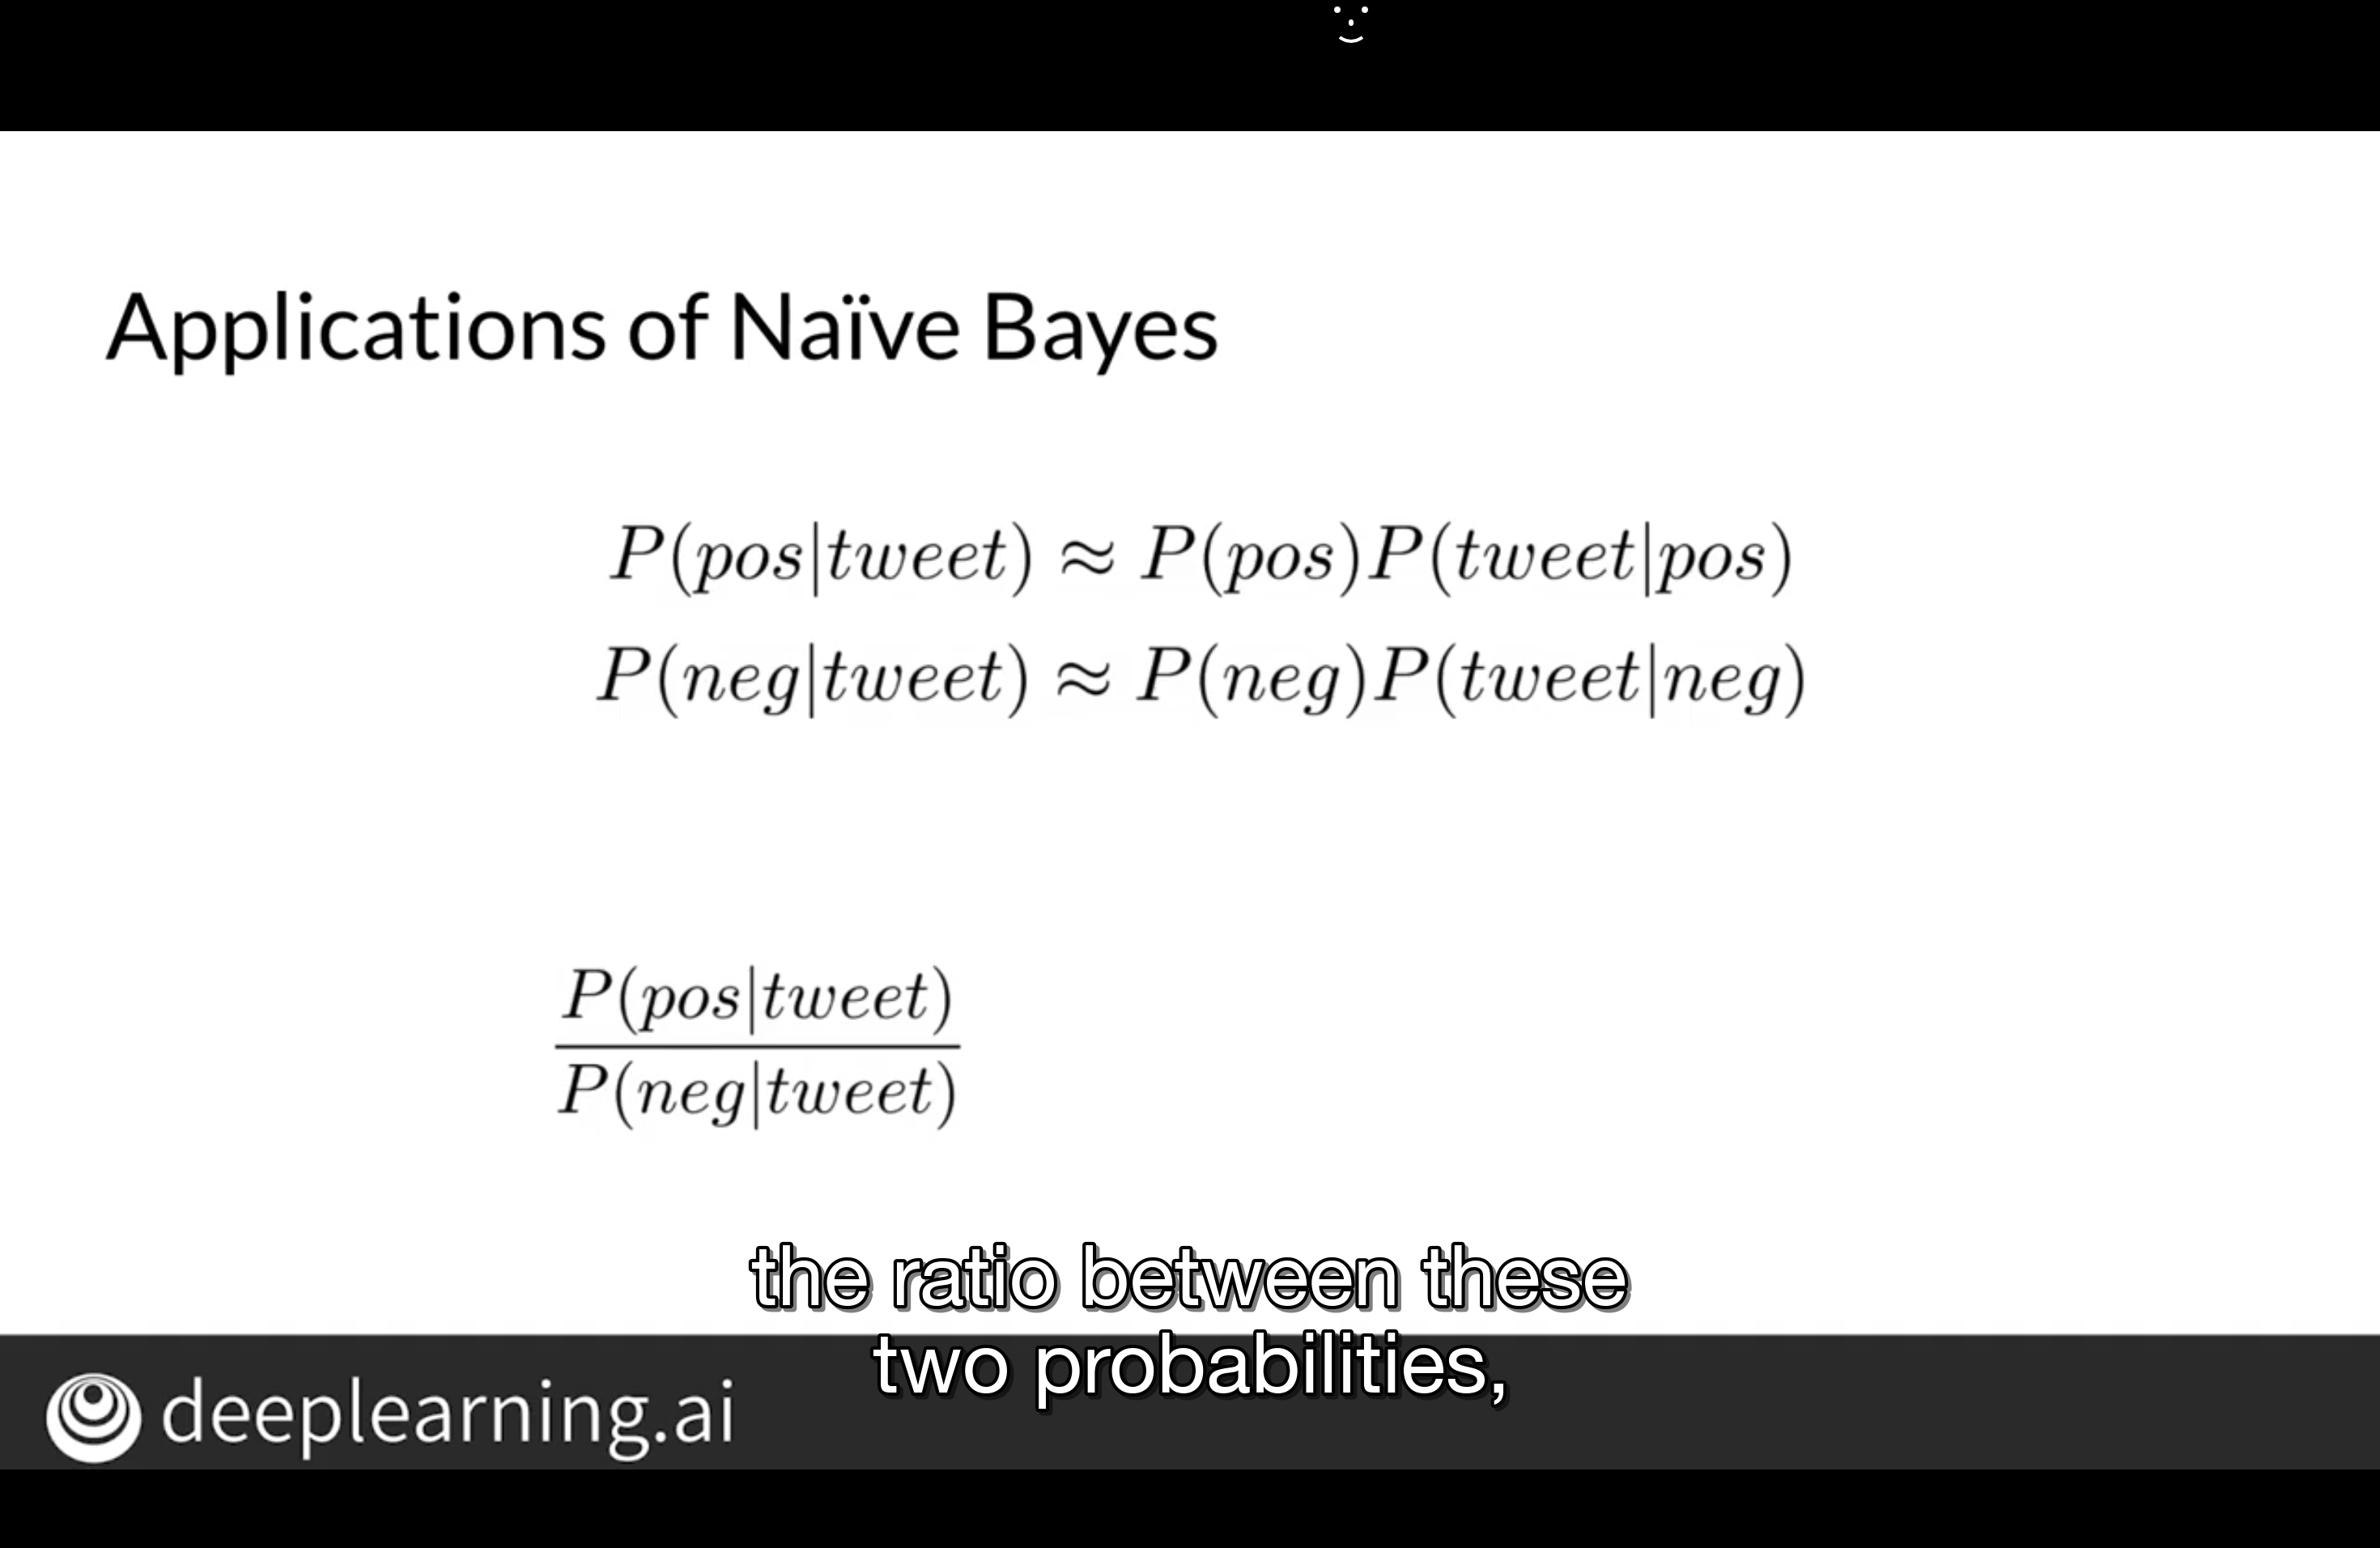 Applications of Naïve Bayes
P(pos|tweet) ≈ P(pos)P(tweet|pos)
P(neg|tweet) ≈ P(neg)P(tweet|neg)
P(pos|tweet)
P(neg|tweet)
the ratio between these
two probabilities,
deeplearning.ai